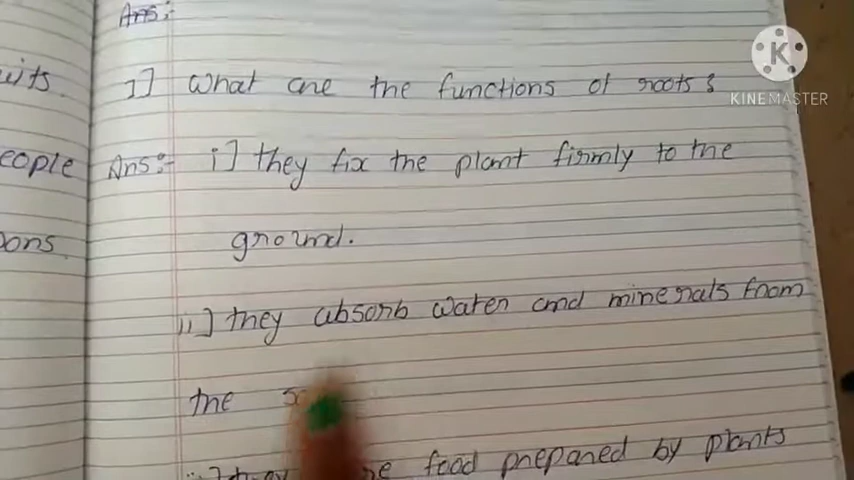 Ans:
uits
1] What are the functions of roots?
KINEMASTER
eople
Ans:- i] they fix the plant firmly to the
ons.
ground.
ii] they absorb water and minerals from
the
food prepared by plants